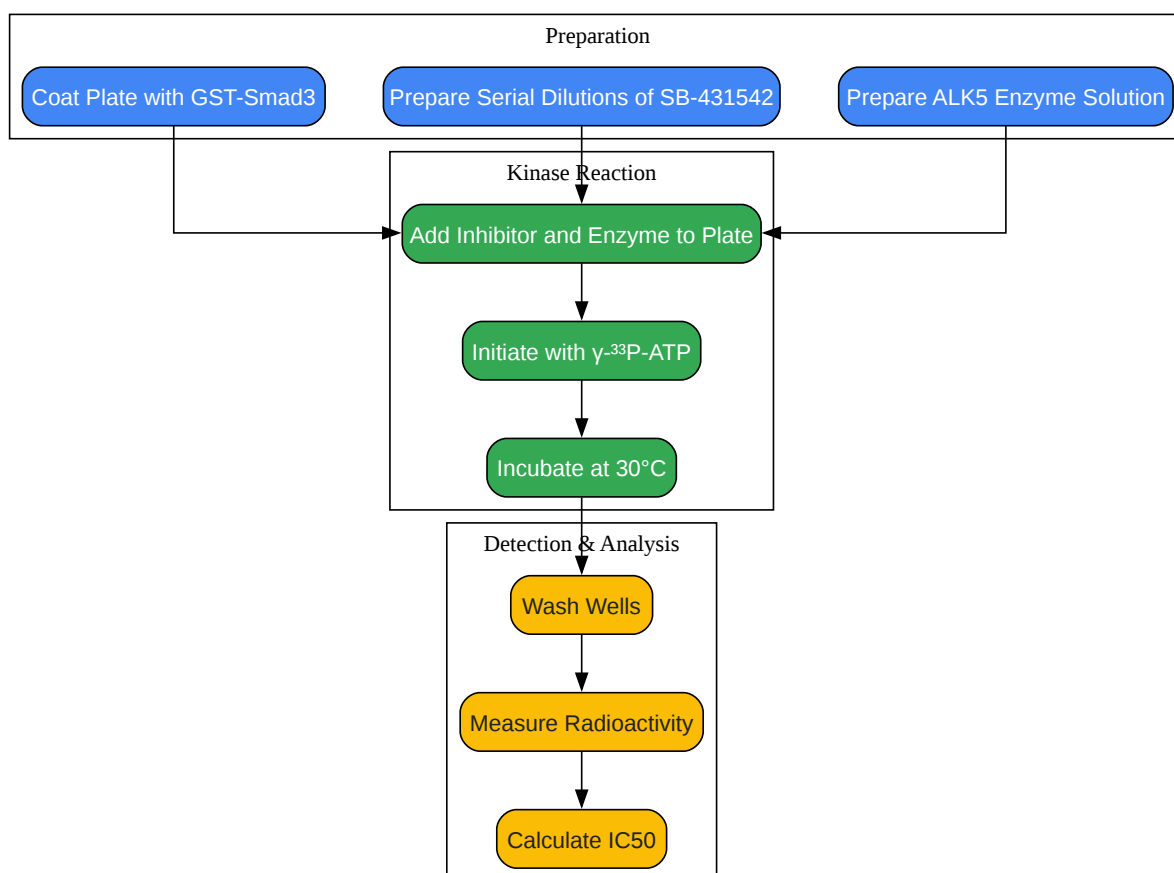 Preparation
Coat Plate with GST-Smad3
Prepare Serial Dilutions of SB-431542
Prepare ALK5 Enzyme Solution
Kinase Reaction
Add Inhibitor and Enzyme to Plate
Initiate with γ-³³P-ATP
Incubate at 30°C
Detection & Analysis
Wash Wells
Measure Radioactivity
Calculate IC50